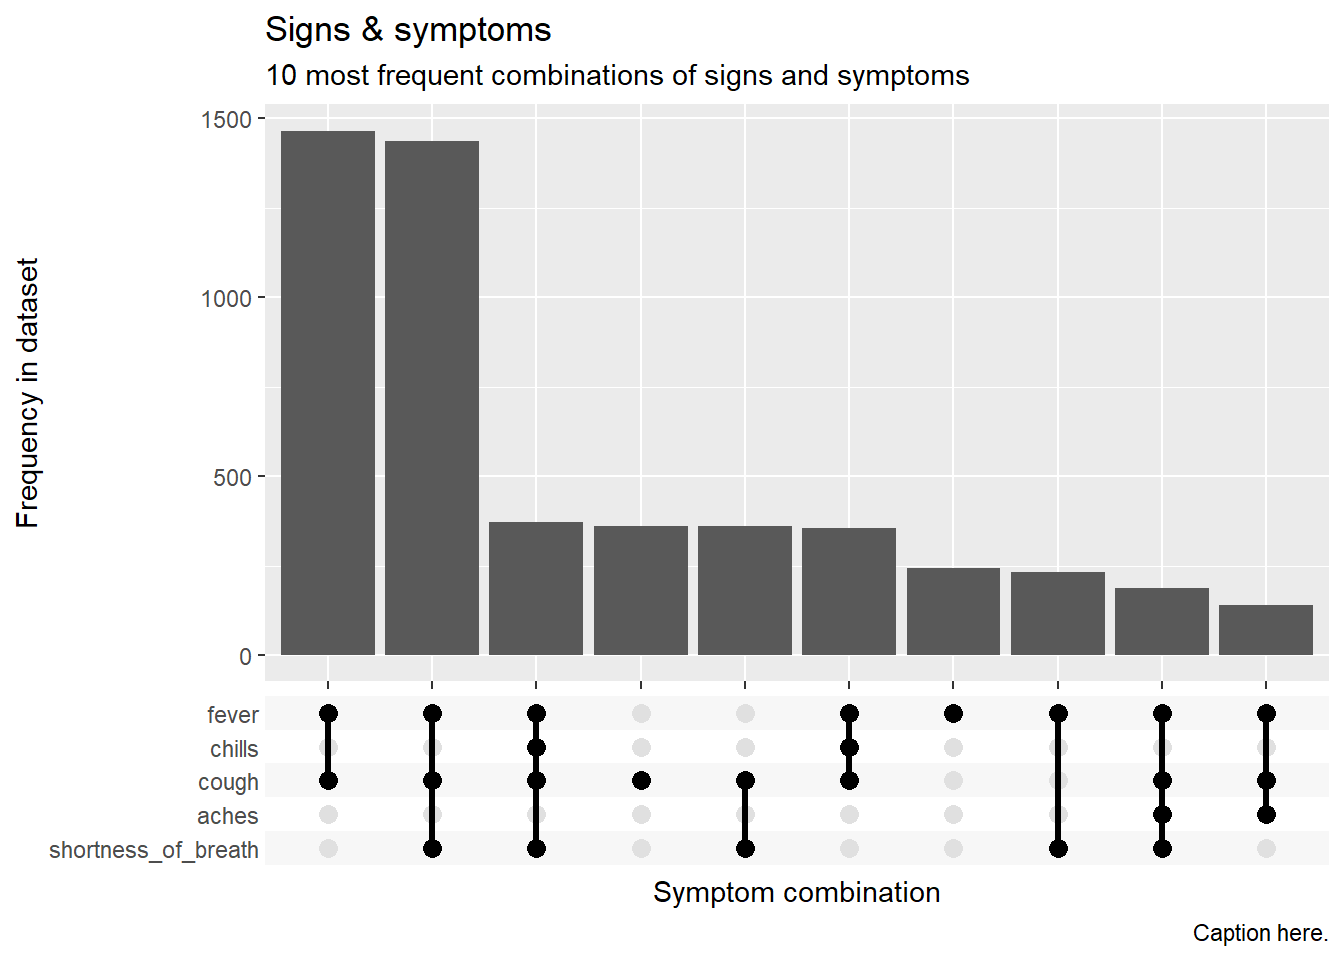 Signs & symptoms
10 most frequent combinations of signs and symptoms
Frequency in dataset
1500
1000
500
0
fever
chills
cough
aches
shortness_of_breath
Symptom combination
Caption here.